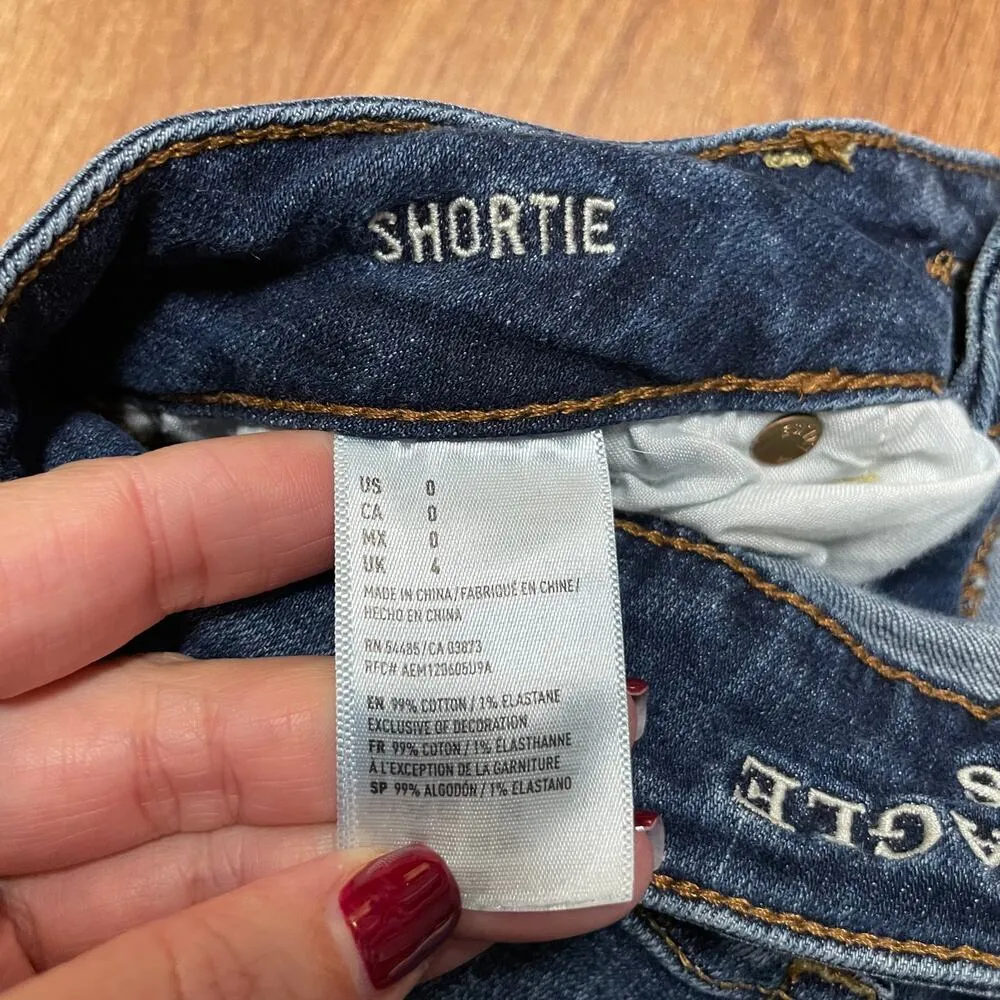 SHORTIE
US 0
CA 0
MX 0
UK 4
MADE IN CHINA/FABRIQUÉ EN CHINE/
HECHO EN CHINA
RN 54485/CA 03873
RFC# AEM120605U9A
EN 99% COTTON / 1% ELASTANE
EXCLUSIVE OF DECORATION
FR 99% COTON / 1% ÉLASTHANNE
À L'EXCEPTION DE LA GARNITURE
SP 99% ALGODÓN / 1% ELASTANO
AGLE